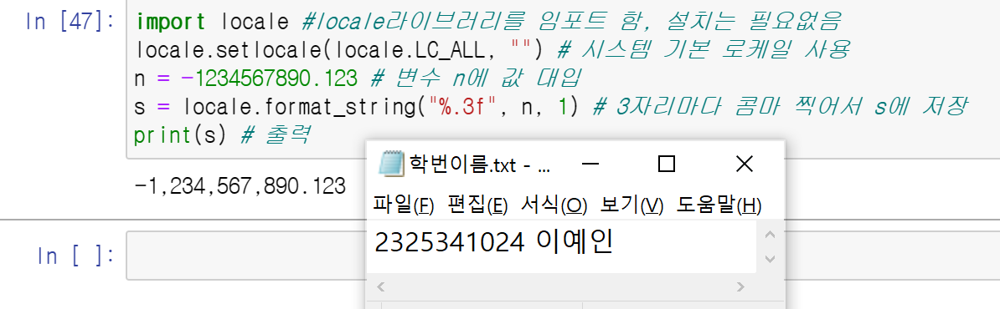 In [47]:
import locale #locale라이브러리를 임포트 함, 설치는 필요없음
locale.setlocale(locale.LC_ALL, "") # 시스템 기본 로케일 사용
n = -1234567890.123 # 변수 n에 값 대입
s = locale.format_string("%.3f", n, 1) # 3자리마다 콤마 찍어서 s에 저장
print(s) # 출력
-1,234,567,890.123
학번이름.txt - ...
파일(F) 편집(E) 서식(O) 보기(V) 도움말(H)
2325341024 이예인
In [ ]: